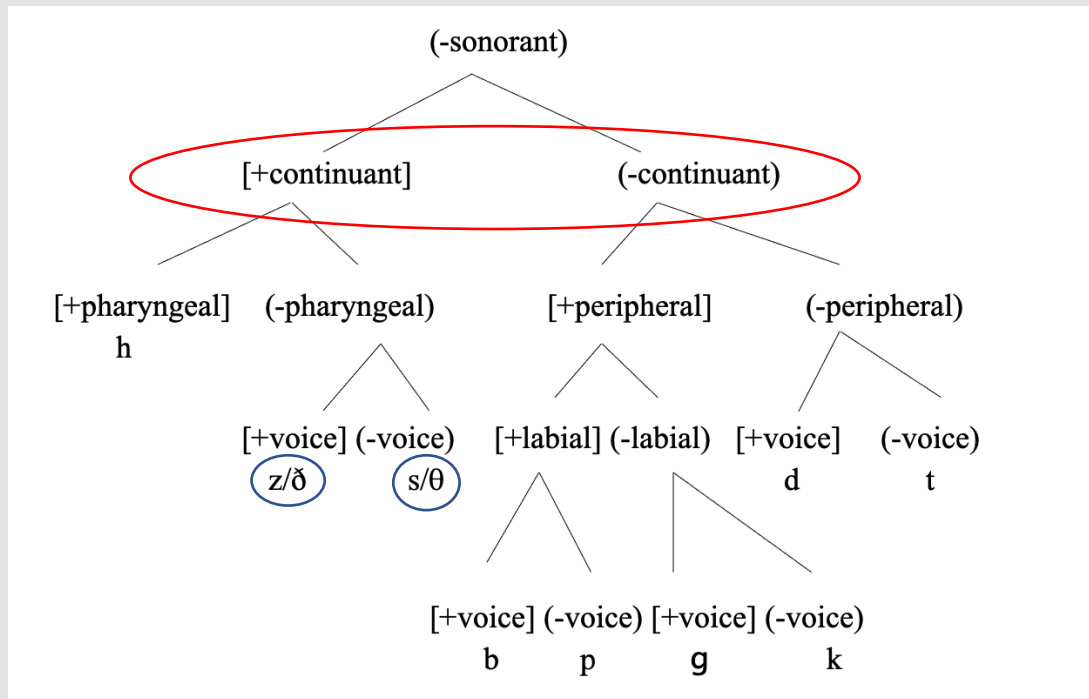 (-sonorant)
[+continuant] (-continuant)
[+pharyngeal] (-pharyngeal) [+peripheral] (-peripheral)
h
[+voice] (-voice) [+labial] (-labial) [+voice] (-voice)
z/ð s/θ d t
[+voice] (-voice) [+voice] (-voice)
b p g k